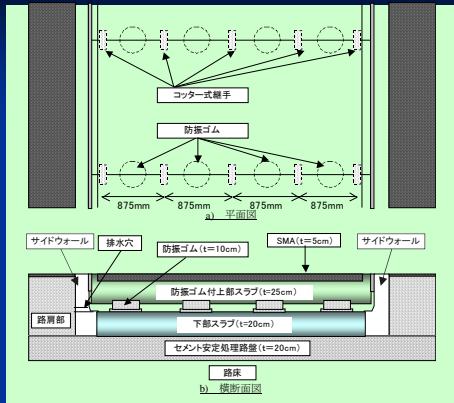 コッター式継手
防振ゴム
875mm 875mm 875mm 875mm
a) 平面図
サイドウォール
排水穴
防振ゴム(t=10cm)
SMA(t=5cm)
サイドウォール
防振ゴム付上部スラブ(t=25cm)
路肩部
下部スラブ(t=20cm)
セメント安定処理路盤(t=20cm)
路床
b) 横断面図